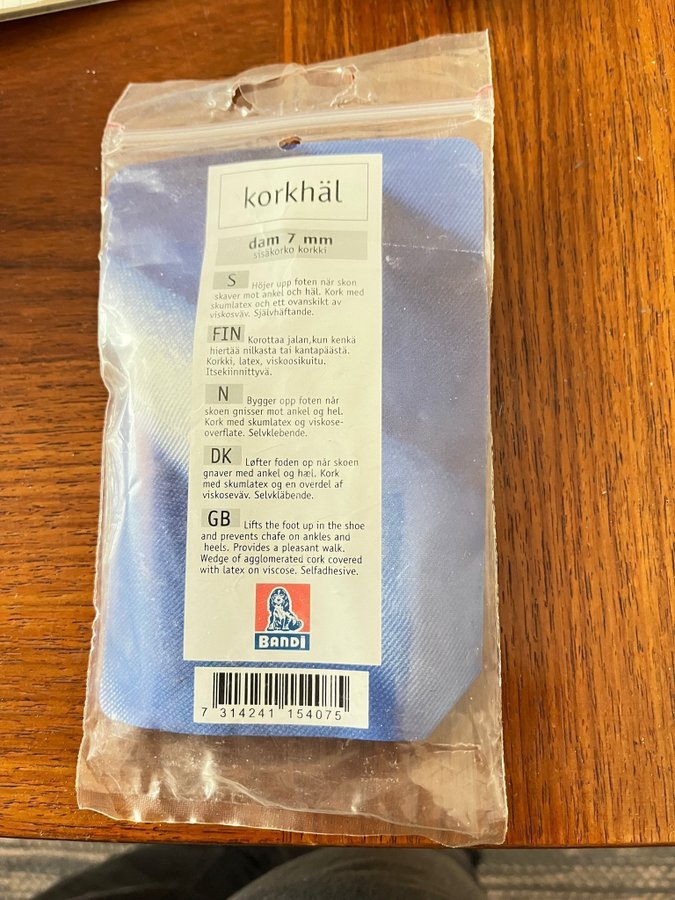 korkhäl
dam 7 mm
sisäkorko korkki
S Höjer upp foten når skon
skaver mot ankel och häl. Kork med
skumlatex och ett ovanskikt av
viskosväv. Självhäftande.
FIN Korottaa jalan,kun kenkä
hiertää nilkasta tai kantapäästä.
Korkki, latex, viskoosikuitu.
Itsekiinnittyvä.
N Bygger opp foten når
skoen gnisser mot ankel og hel.
Kork med skumlatex og viskose-
overflate. Selvklebende.
DK Løfter foden op når skoen
gnaver med ankel og hæl. Kork
med skumlatex og en overdel af
viskosevæv. Selvkläbende.
GB Lifts the foot up in the shoe
and prevents chafe on ankles and
heels. Provides a pleasant walk.
Wedge of agglomerated cork covered
with latex on viscose. Selfadhesive.
BANDI
7 314241 154075